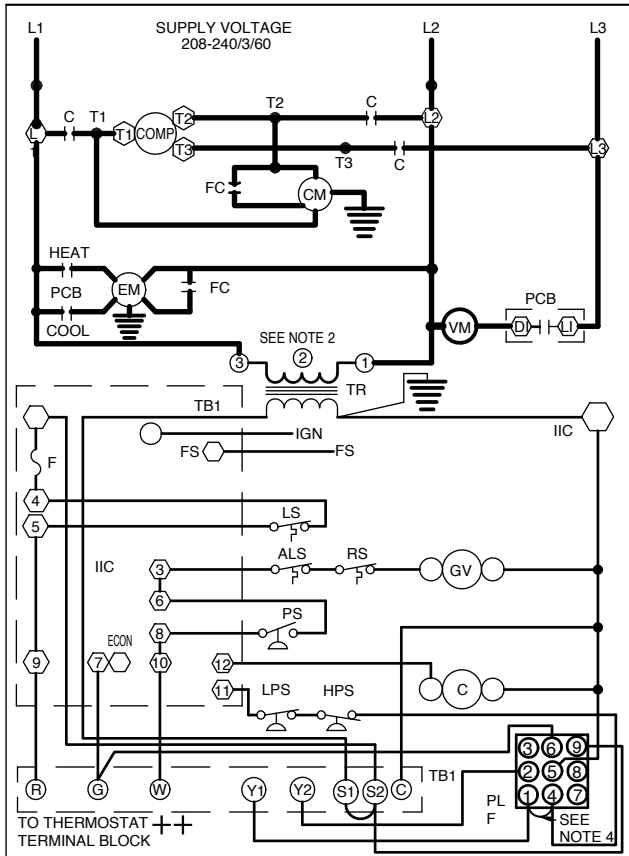 L1 SUPPLY VOLTAGE L2 L3
208-240/3/60
C T1 T2 C
L 1 T1 COMP T2 L2
T3 T3 C L3
FC CM
HEAT
PCB EM FC PCB
COOL VM DI LI
SEE NOTE 2
3 2 1
TR
TB1
IGN IIC
FS FS
F
4
5 LS
IIC 3 ALS RS GV
6
8 PS
9 7 ECON 10 12
11 LPS HPS C
3 6 9
TB1 2 5 8
R G W Y1 Y2 S1 S2 C
PL 1 4 7
F SEE
NOTE 4
TO THERMOSTAT ++
TERMINAL BLOCK